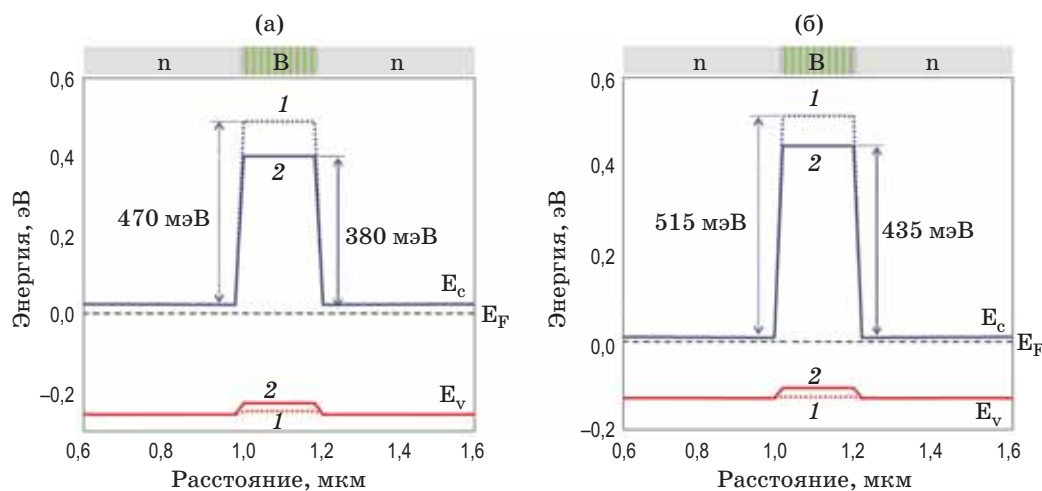 (а)
n В n
0,6
0,4
0,2
0,0
–0,2
Энергия, эВ
1
2
470 мэВ
380 мэВ
E_c
E_F
2
1
E_v
0,6 0,8 1,0 1,2 1,4 1,6
Расстояние, мкм
(б)
n В n
0,6
0,4
0,2
0,0
–0,2
Энергия, эВ
1
2
515 мэВ
435 мэВ
E_c
E_F
2
1
E_v
0,6 0,8 1,0 1,2 1,4 1,6
Расстояние, мкм